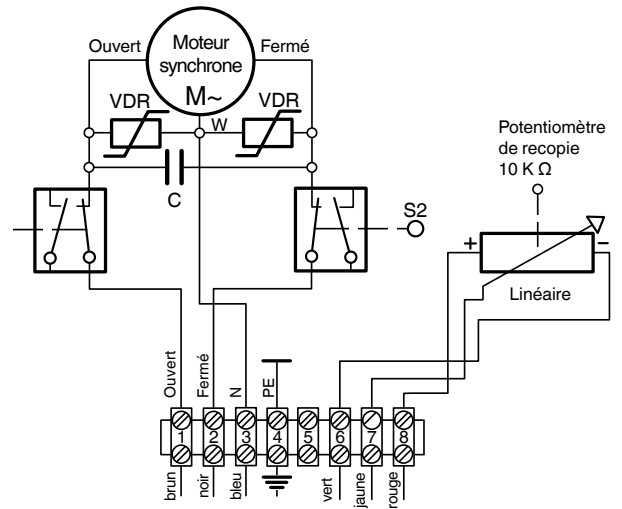 Ouvert
Moteur
synchrone
M~
Fermé
VDR
VDR
W
C
S2
Potentiomètre
de recopie
10 K Ω
+
−
Linéaire
Ouvert
Fermé
N
PE
1 2 3 4 5 6 7 8
brun
noir
bleu
vert
jaune
rouge